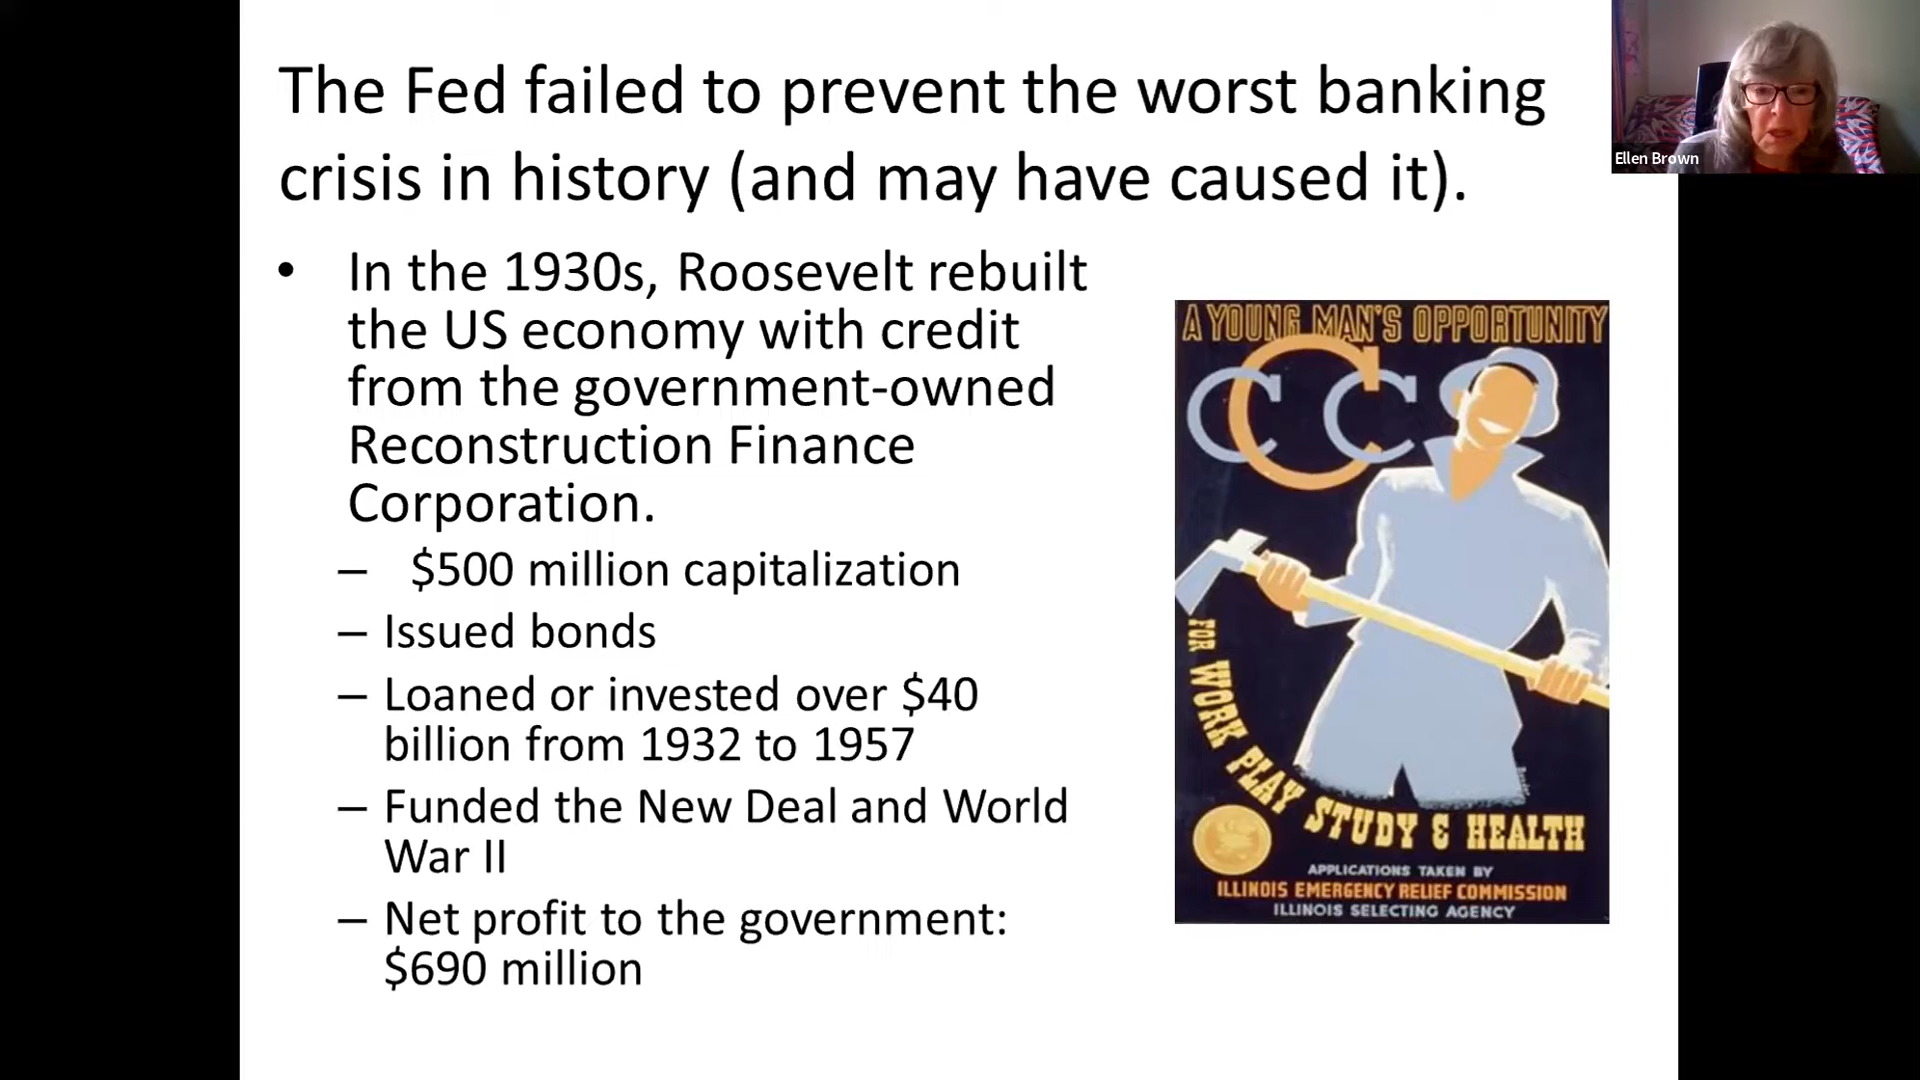 The Fed failed to prevent the worst banking
crisis in history (and may have caused it).
Ellen Brown
• In the 1930s, Roosevelt rebuilt
the US economy with credit
from the government-owned
Reconstruction Finance
Corporation.
– $500 million capitalization
– Issued bonds
– Loaned or invested over $40
billion from 1932 to 1957
– Funded the New Deal and World
War II
– Net profit to the government:
$690 million
A YOUNG MAN'S OPPORTUNITY
CCC
FOR WORK PLAY STUDY & HEALTH
APPLICATIONS TAKEN BY
ILLINOIS EMERGENCY RELIEF COMMISSION
ILLINOIS SELECTING AGENCY